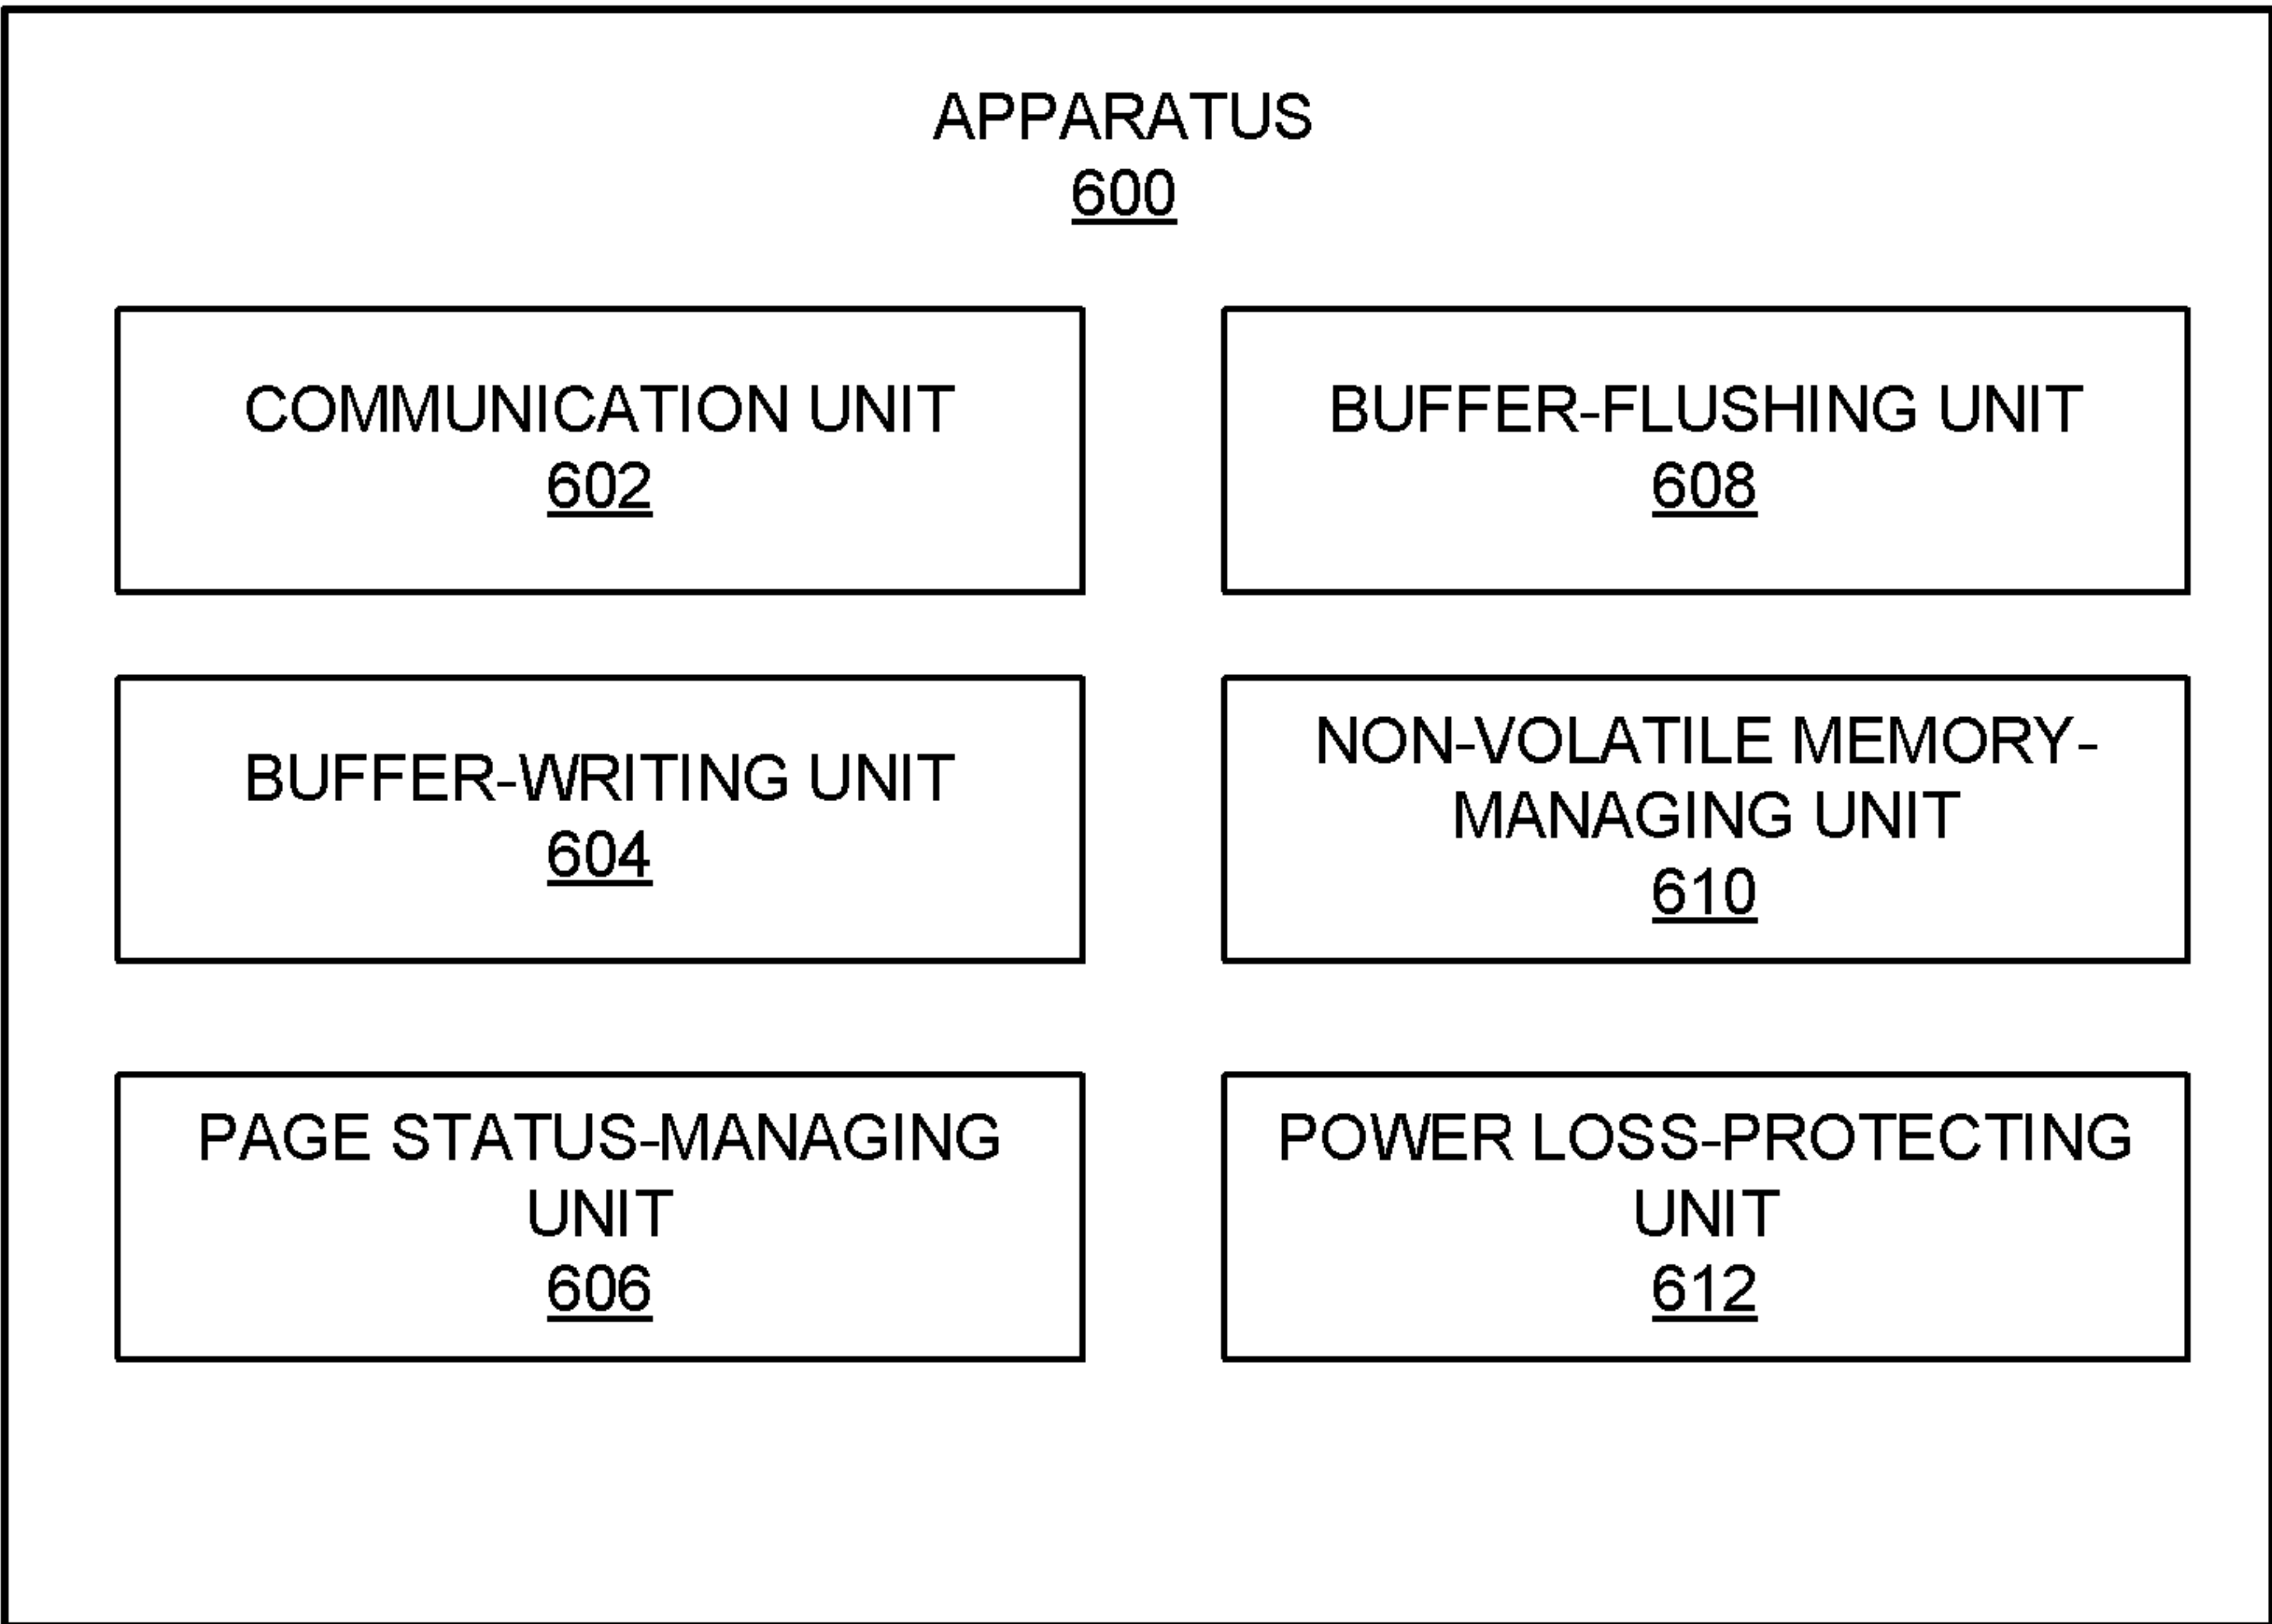 APPARATUS
600
COMMUNICATION UNIT
602
BUFFER-WRITING UNIT
604
PAGE STATUS-MANAGING
UNIT
606
BUFFER-FLUSHING UNIT
608
NON-VOLATILE MEMORY-
MANAGING UNIT
610
POWER LOSS-PROTECTING
UNIT
612